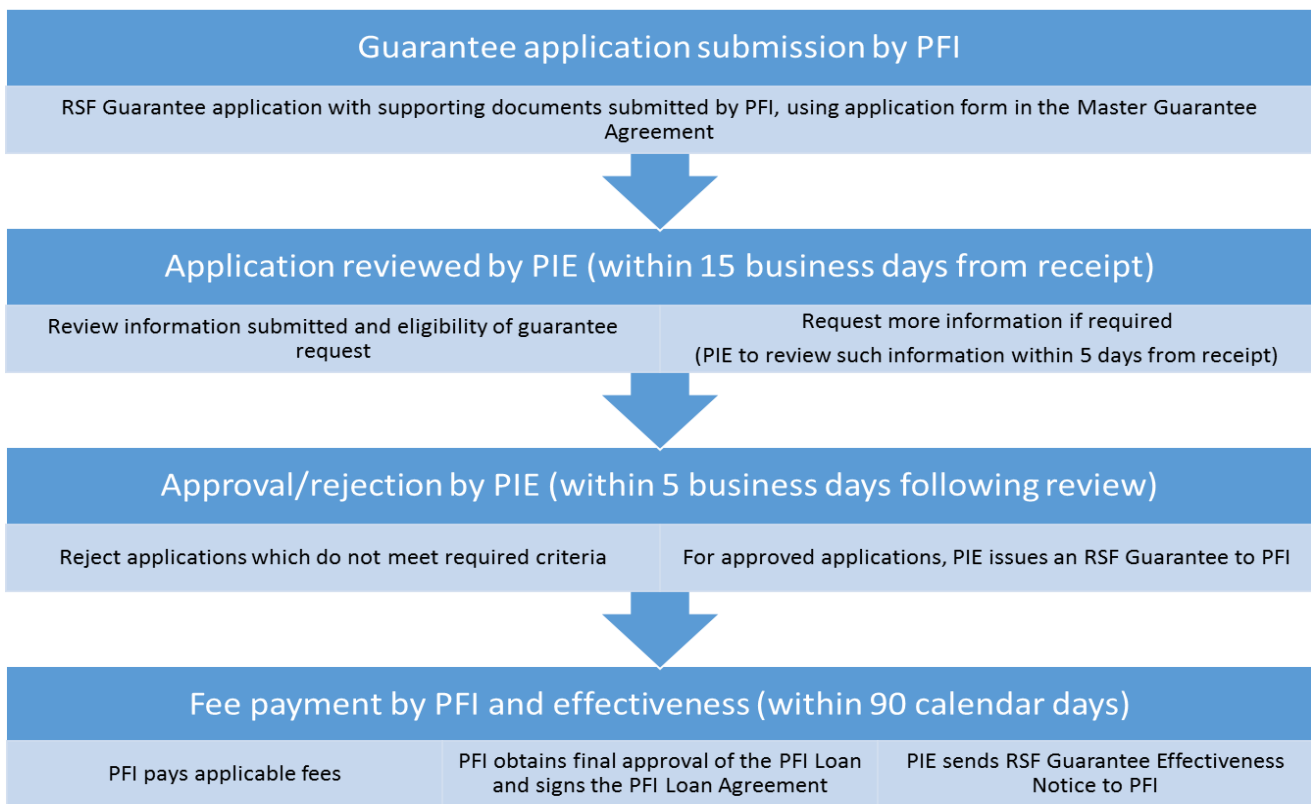 Guarantee application submission by PFI
RSF Guarantee application with supporting documents submitted by PFI, using application form in the Master Guarantee
Agreement
Application reviewed by PIE (within 15 business days from receipt)
Review information submitted and eligibility of guarantee
request
Request more information if required
(PIE to review such information within 5 days from receipt)
Approval/rejection by PIE (within 5 business days following review)
Reject applications which do not meet required criteria
For approved applications, PIE issues an RSF Guarantee to PFI
Fee payment by PFI and effectiveness (within 90 calendar days)
PFI pays applicable fees
PFI obtains final approval of the PFI Loan
and signs the PFI Loan Agreement
PIE sends RSF Guarantee Effectiveness
Notice to PFI